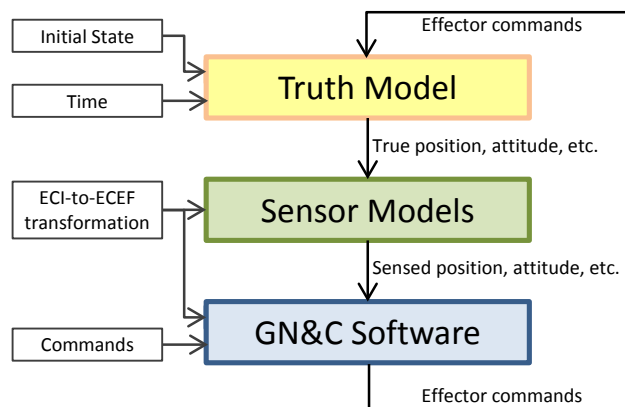 Effector commands
Initial State
Truth Model
Time
True position, attitude, etc.
ECI-to-ECEF
transformation
Sensor Models
Sensed position, attitude, etc.
GN&C Software
Commands
Effector commands